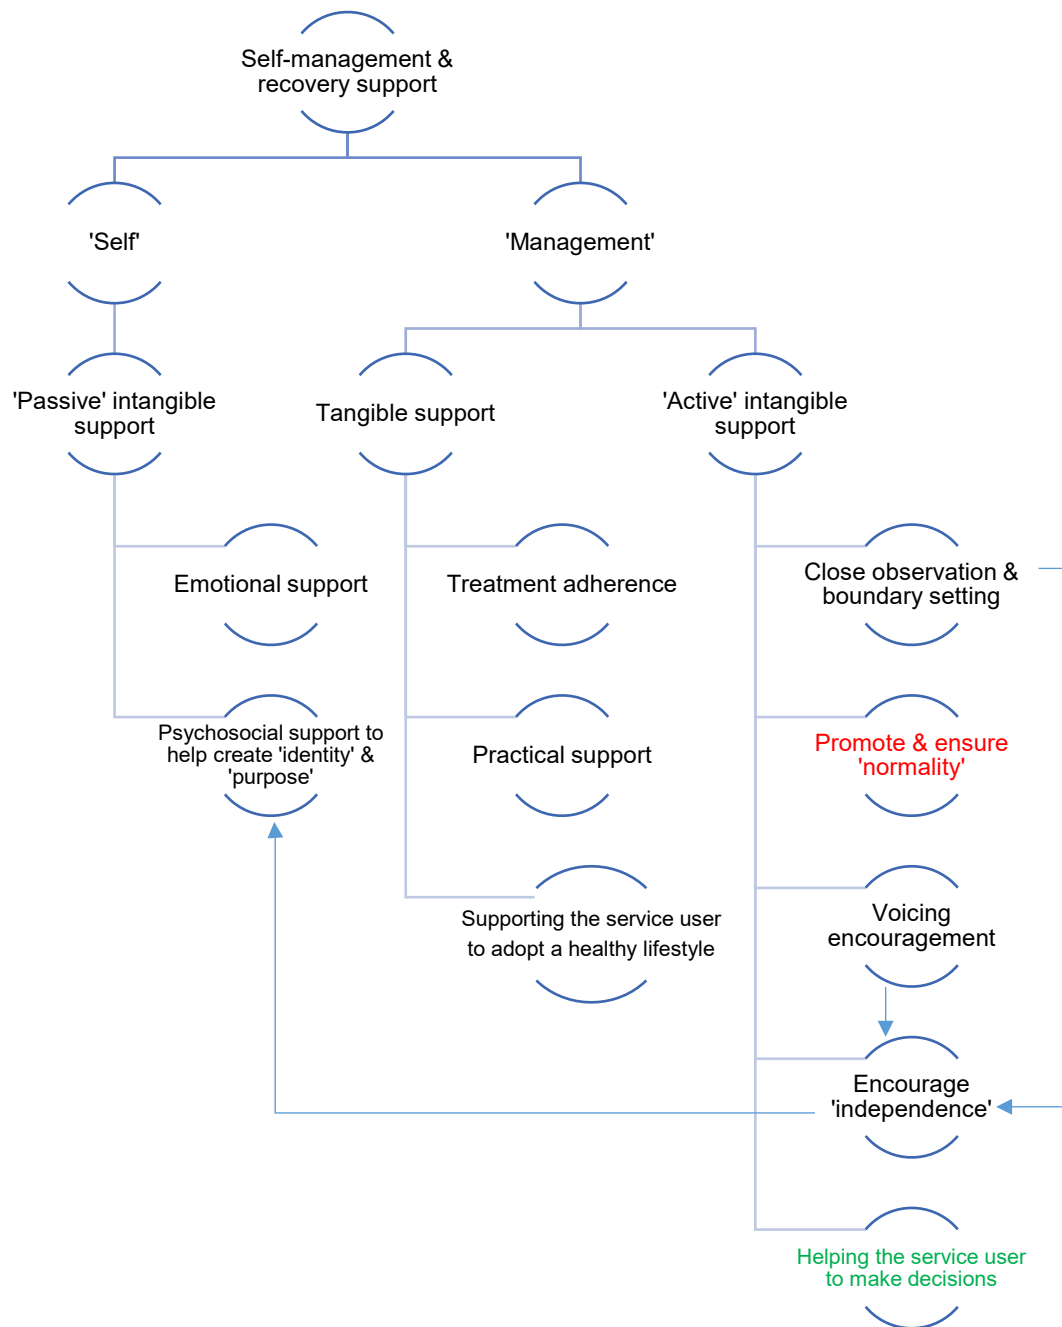 Self-management &
recovery support
'Self'
'Management'
'Passive' intangible
support
Tangible support
'Active' intangible
support
Emotional support
Treatment adherence
Close observation &
boundary setting
Psychosocial support to
help create 'identity' &
'purpose'
Practical support
Promote & ensure
'normality'
Supporting the service user
to adopt a healthy lifestyle
Voicing
encouragement
Encourage
'independence'
Helping the service user
to make decisions